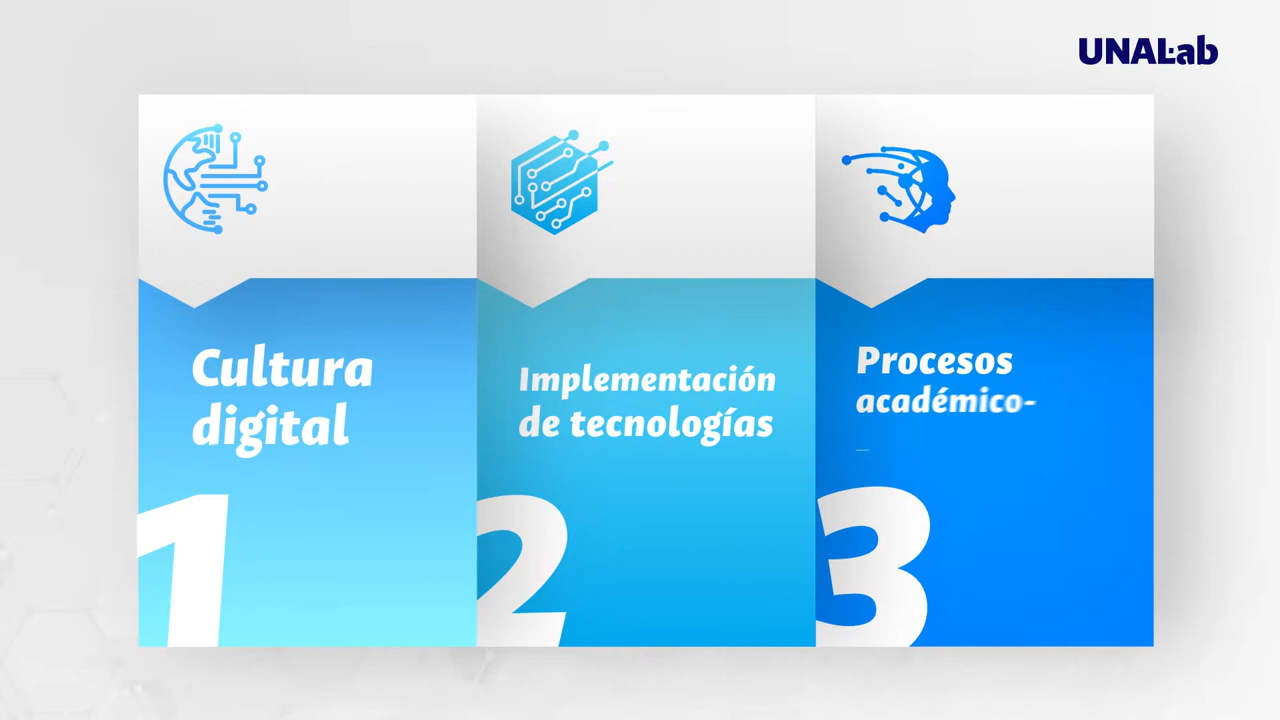 UNALab
Cultura
digital
1
Implementación
de tecnologías
2
Procesos
académico-
3